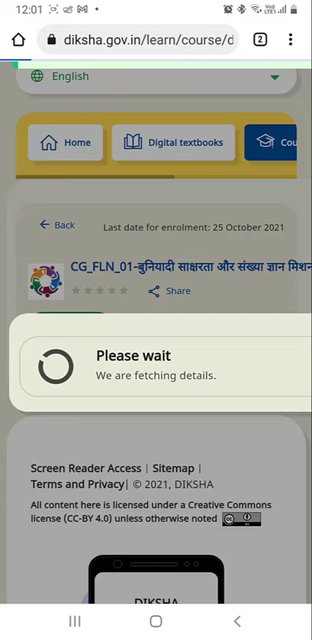 12:01
diksha.gov.in/learn/course/d
2
English
Home
Digital textbooks
Cou
Back
Last date for enrolment: 25 October 2021
CG_FLN_01-बुनियादी साक्षरता और संख्या ज्ञान मिशन
Share
Please wait
We are fetching details.
Screen Reader Access | Sitemap |
Terms and Privacy| © 2021, DIKSHA
All content here is licensed under a Creative Commons
license (CC-BY 4.0) unless otherwise noted
DIKSHA